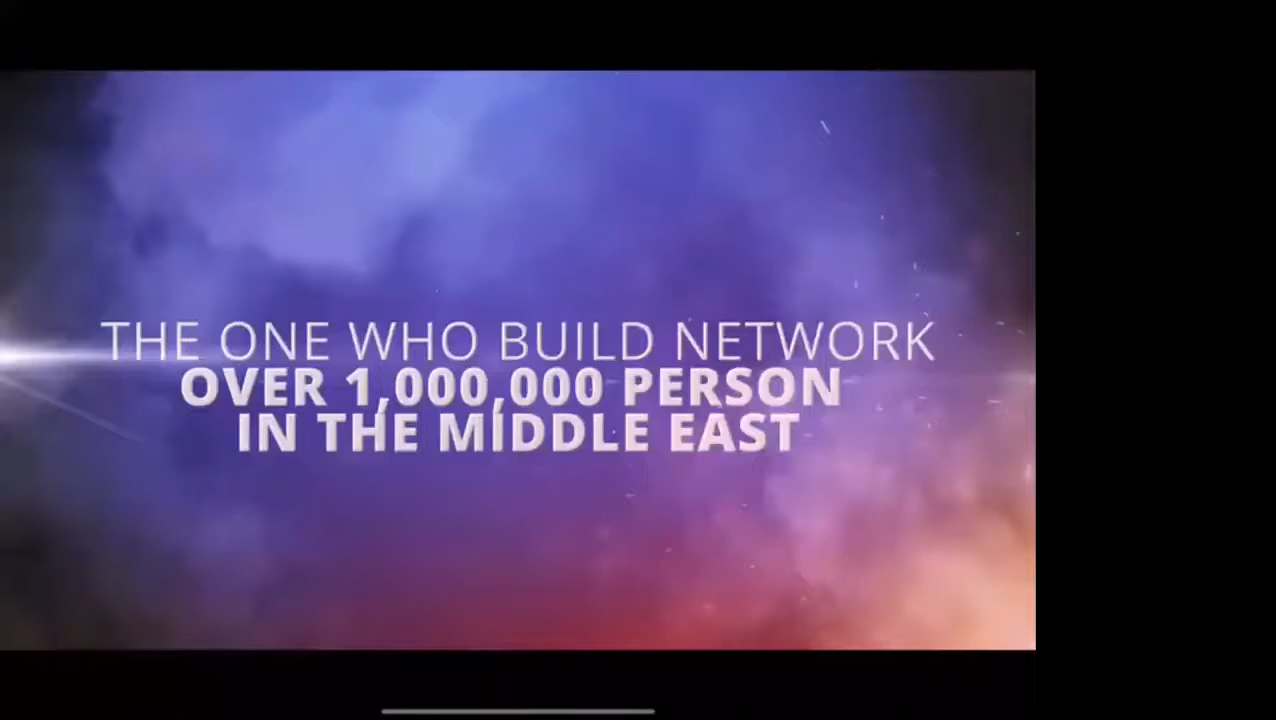 THE ONE WHO BUILD NETWORK
OVER 1,000,000 PERSON
IN THE MIDDLE EAST